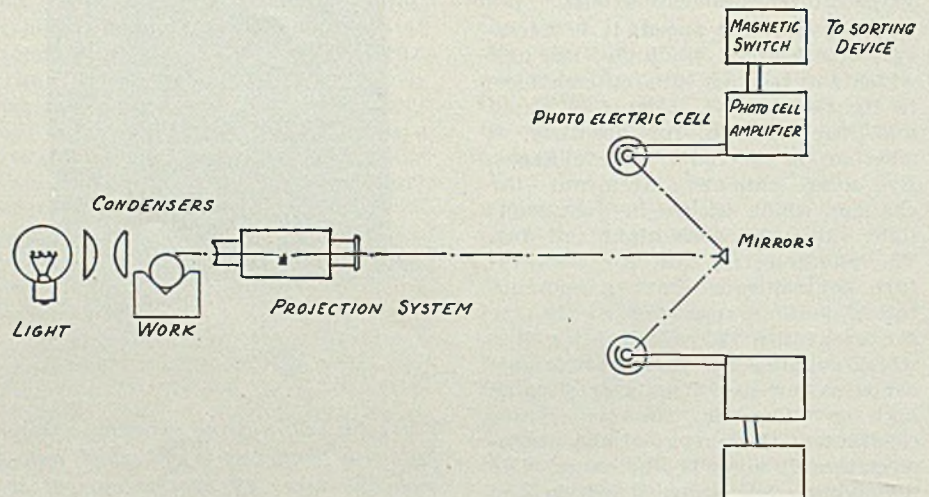 MAGNETIC
SWITCH
TO SORTING
DEVICE
PHOTO ELECTRIC CELL
PHOTO CELL
AMPLIFIER
CONDENSERS
MIRRORS
LIGHT
WORK
PROJECTION SYSTEM